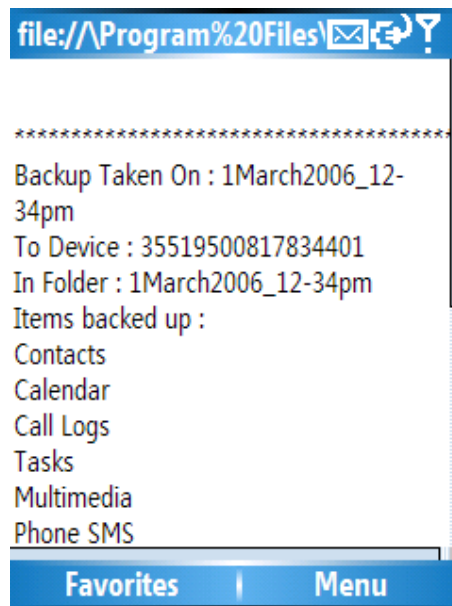 file://\Program%20Files\
****************************************
Backup Taken On : 1March2006_12-
34pm
To Device : 35519500817834401
In Folder : 1March2006_12-34pm
Items backed up :
Contacts
Calendar
Call Logs
Tasks
Multimedia
Phone SMS
Favorites Menu